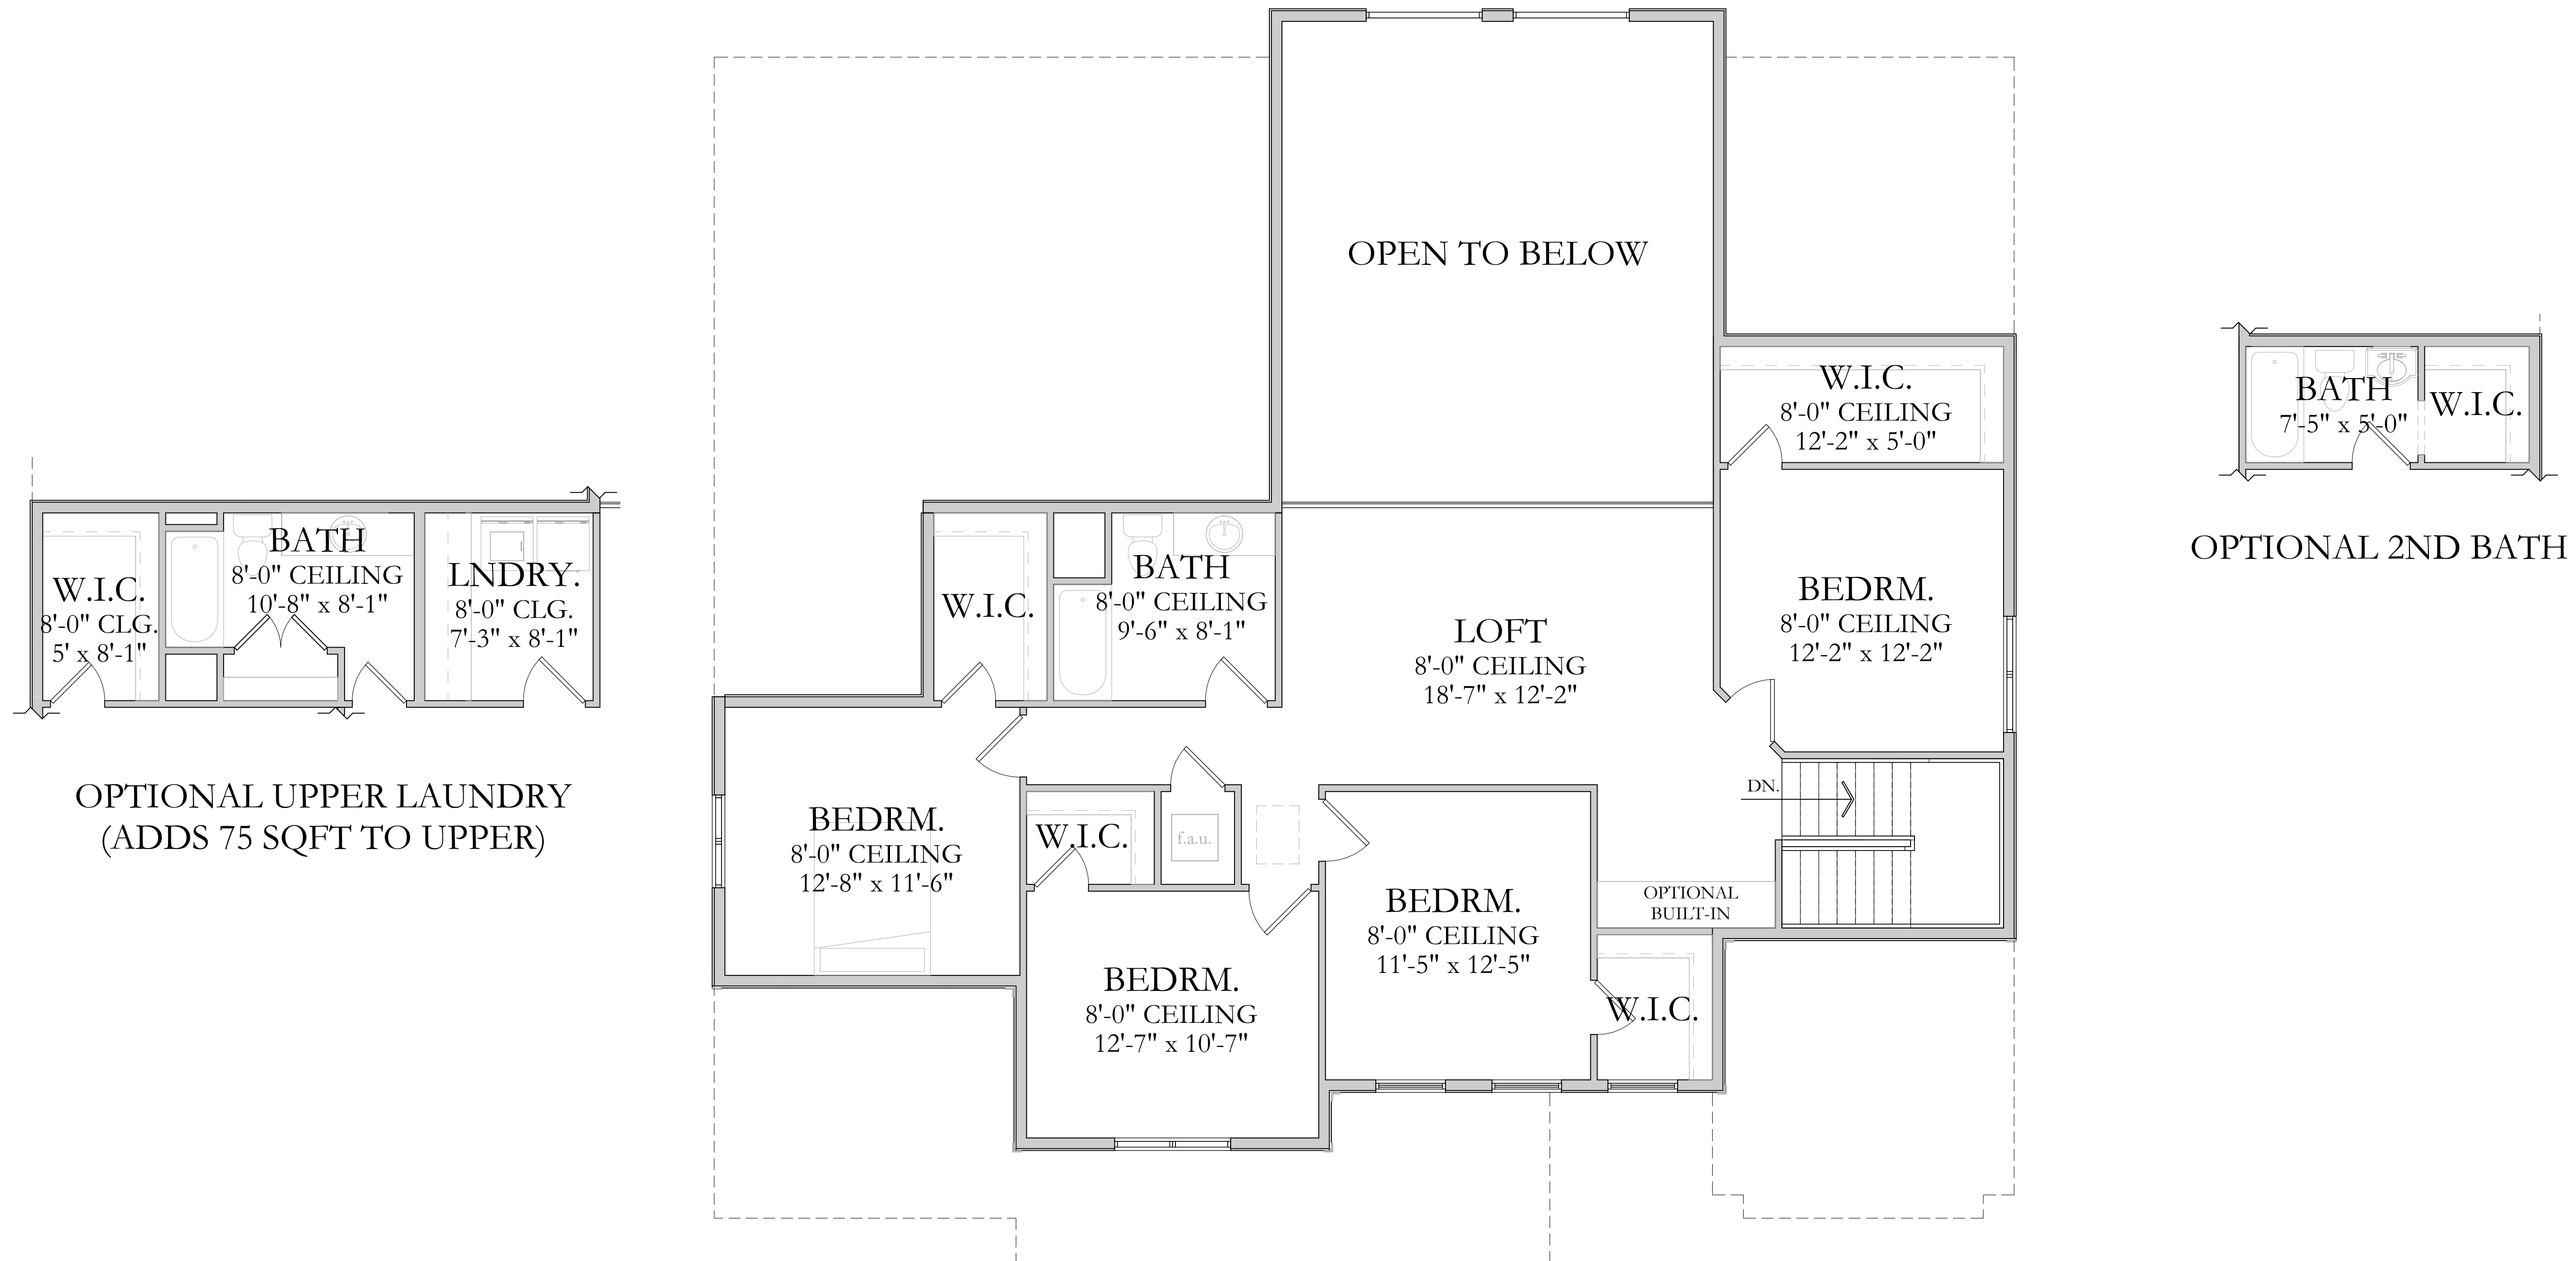 W.I.C.
8'-0" CLG.
5' x 8'-1"
BATH
8'-0" CEILING
10'-8" x 8'-1"
LNDRY.
8'-0" CLG.
7'-3" x 8'-1"
OPTIONAL UPPER LAUNDRY
(ADDS 75 SQFT TO UPPER)
OPEN TO BELOW
W.I.C.
8'-0" CEILING
12'-2" x 5'-0"
W.I.C.
BATH
8'-0" CEILING
9'-6" x 8'-1"
LOFT
8'-0" CEILING
18'-7" x 12'-2"
BEDRM.
8'-0" CEILING
12'-2" x 12'-2"
DN.
BEDRM.
8'-0" CEILING
12'-8" x 11'-6"
W.I.C.
f.a.u.
BEDRM.
8'-0" CEILING
12'-7" x 10'-7"
BEDRM.
8'-0" CEILING
11'-5" x 12'-5"
OPTIONAL
BUILT-IN
W.I.C.
BATH
7'-5" x 5'-0"
W.I.C.
OPTIONAL 2ND BATH